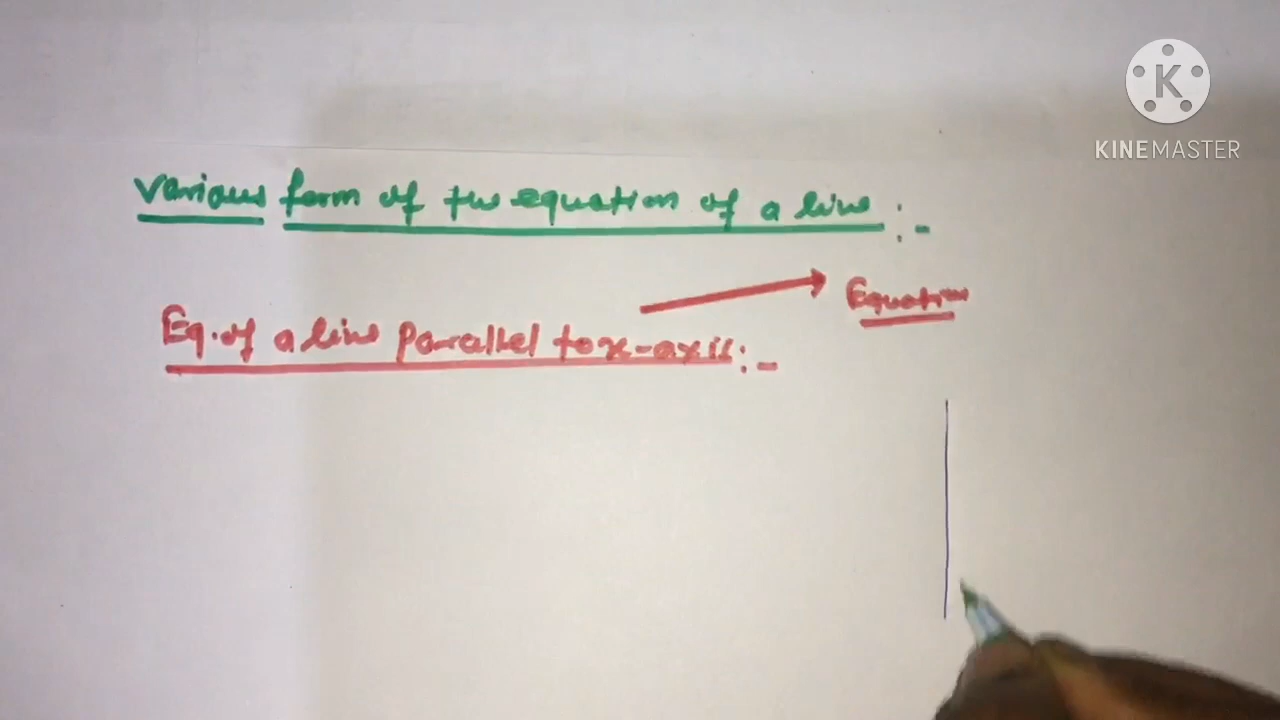 K
KINEMASTER
Various form of the equation of a line :-
Equation
Eq. of a line parallel to x-axis :-